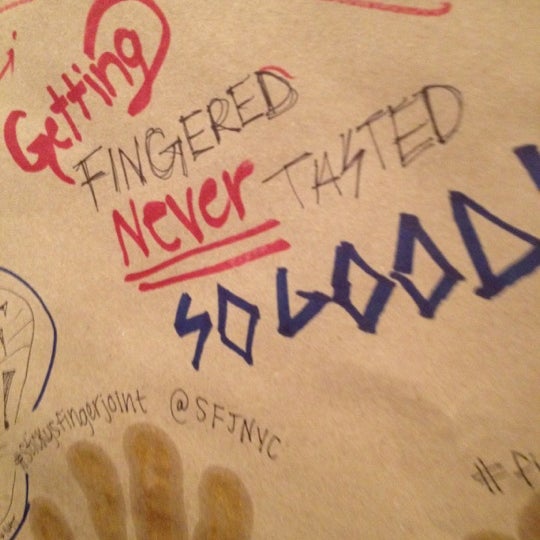 Getting
FINGERED
Never TASTED
SO GOOD!
#stickysfingerjoint @SFJNYC